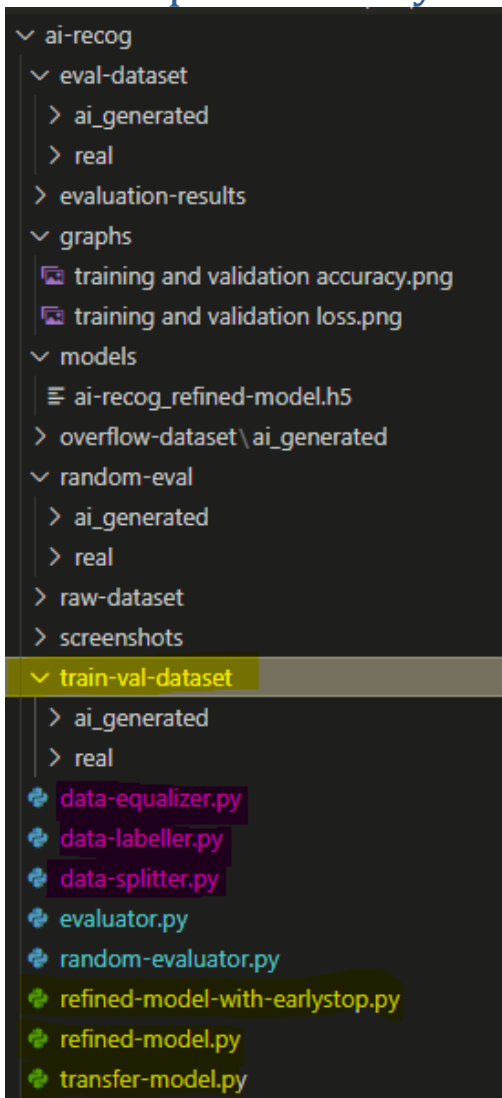 ai-recog
eval-dataset
ai_generated
real
evaluation-results
graphs
training and validation accuracy.png
training and validation loss.png
models
ai-recog_refined-model.h5
overflow-dataset\ai_generated
random-eval
ai_generated
real
raw-dataset
screenshots
train-val-dataset
ai_generated
real
data-equalizer.py
data-labeller.py
data-splitter.py
evaluator.py
random-evaluator.py
refined-model-with-earlystop.py
refined-model.py
transfer-model.py